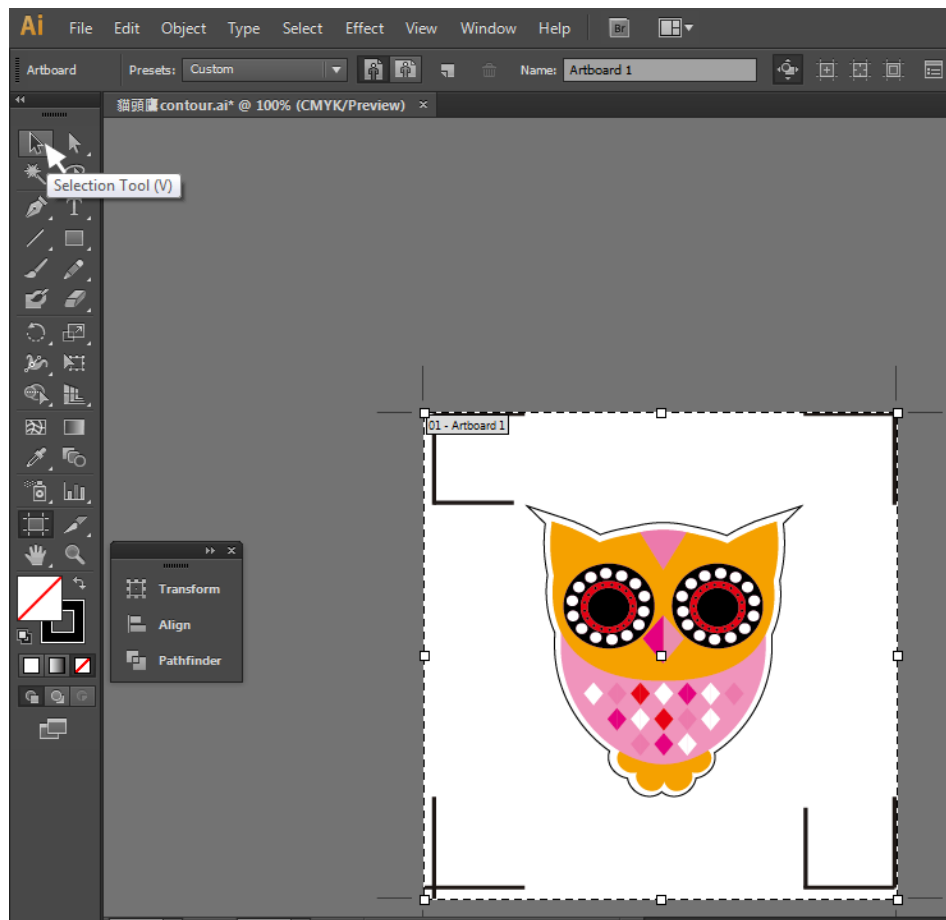 Ai File Edit Object Type Select Effect View Window Help Br
Artboard Presets: Custom Name: Artboard 1
貓頭鷹contour.ai* @ 100% (CMYK/Preview) ×
Selection Tool (V)
T
01 - Artboard 1
Transform
Align
Pathfinder